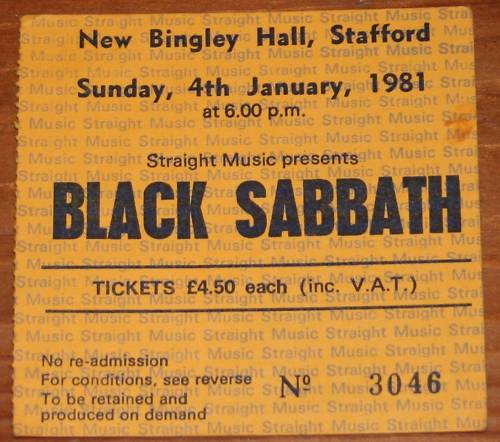 New Bingley Hall, Stafford
Sunday, 4th January, 1981
at 6.00 p.m.
Straight Music presents
BLACK SABBATH
TICKETS £4.50 each (inc. V.A.T.)
No re-admission
For conditions, see reverse
To be retained and
produced on demand
Nº 3046